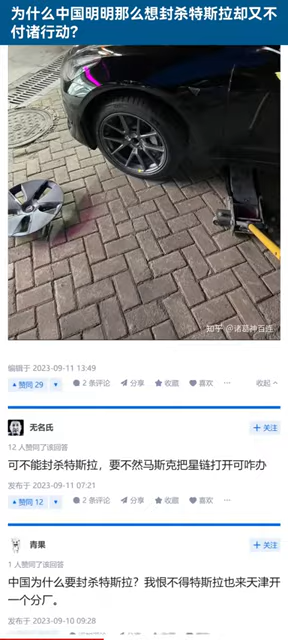 为什么中国明明那么想封杀特斯拉却又不
付诸行动？
知乎 @诸葛神百连
编辑于 2023-09-11 13:49
赞同 29 2 条评论 分享 收藏 喜欢 ··· 收起
无名氏 + 关注
12 人赞同了该回答
可不能封杀特斯拉，要不然马斯克把星链打开可咋办
发布于 2023-09-11 07:21
赞同 12 2 条评论 分享 收藏 喜欢 ···
青果 + 关注
1 人赞同了该回答
中国为什么要封杀特斯拉？我恨不得特斯拉也来天津开
一个分厂。
发布于 2023-09-10 09:28